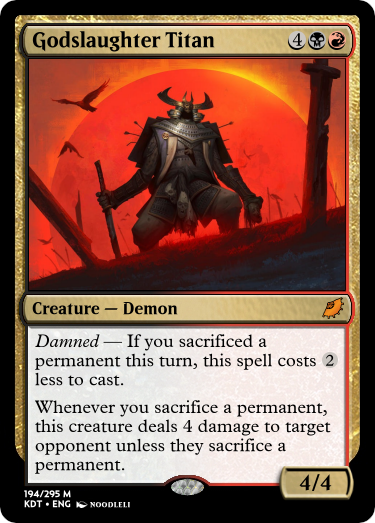 Godslaughter Titan 4
Creature — Demon
Damned — If you sacrificed a
permanent this turn, this spell costs 2
less to cast.
Whenever you sacrifice a permanent,
this creature deals 4 damage to target
opponent unless they sacrifice a
permanent.
4/4
194/295 M
KDT • ENG NOODLELI